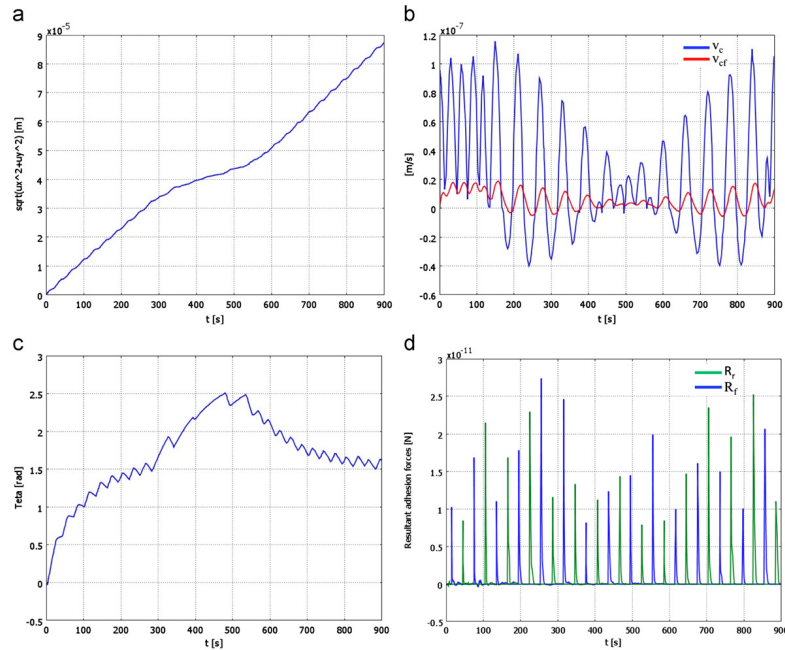 a
x10^-5
sqrt(ux^2+uy^2) [m]
9
8
7
6
5
4
3
2
1
0
0 100 200 300 400 500 600 700 800 900
t [s]
b
x10^-7
[m/s]
1.2
1
0.8
0.6
0.4
0.2
0
-0.2
-0.4
-0.6
v_c
v_cf
0 100 200 300 400 500 600 700 800 900
t [s]
c
Teta [rad]
3
2.5
2
1.5
1
0.5
0
-0.5
0 100 200 300 400 500 600 700 800 900
t [s]
d
x10^-11
Resultant adhesion forces [N]
3
2.5
2
1.5
1
0.5
0
-0.5
R_r
R_f
0 100 200 300 400 500 600 700 800 900
t [s]